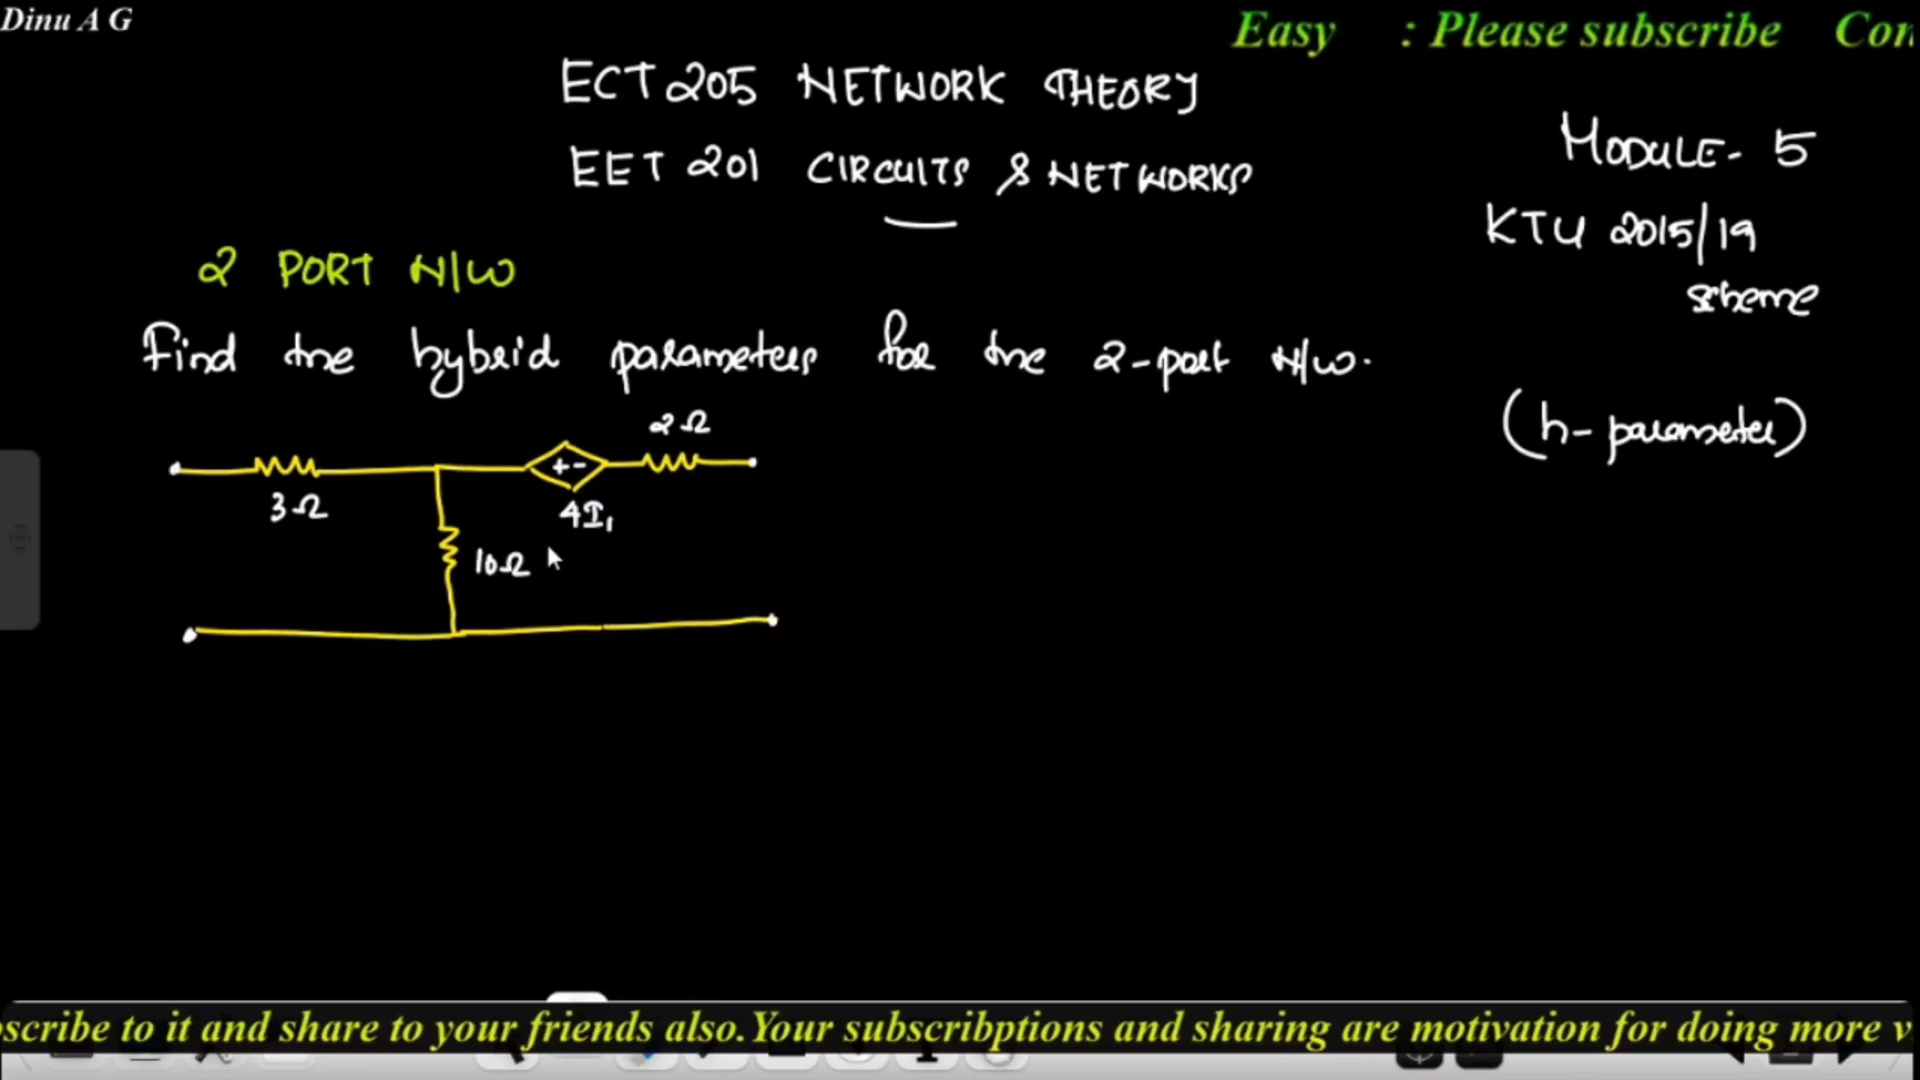 Dinu A G
Easy : Please subscribe Con
ECT 205 NETWORK THEORY
EET 201 CIRCUITS & NETWORKS
MODULE - 5
KTU 2015/19
scheme
2 PORT N/W
Find the hybrid parameters for the 2-port N/W.
(h-parameter)
2Ω
+ -
3Ω
4I₁
10Ω
scribe to it and share to your friends also. Your subscribptions and sharing are motivation for doing more v